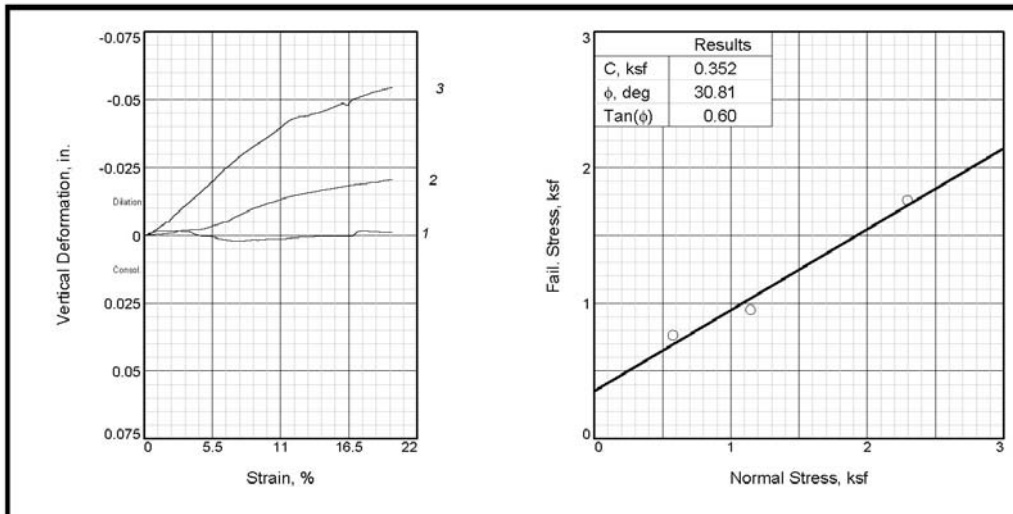 Vertical Deformation, in.
-0.075
-0.05
-0.025
Dilation
0
Consol.
0.025
0.05
0.075
3
2
1
0 5.5 11 16.5 22
Strain, %
Fail. Stress, ksf
3
2
1
0
Results
C, ksf 0.352
ϕ, deg 30.81
Tan(ϕ) 0.60
0 1 2 3
Normal Stress, ksf